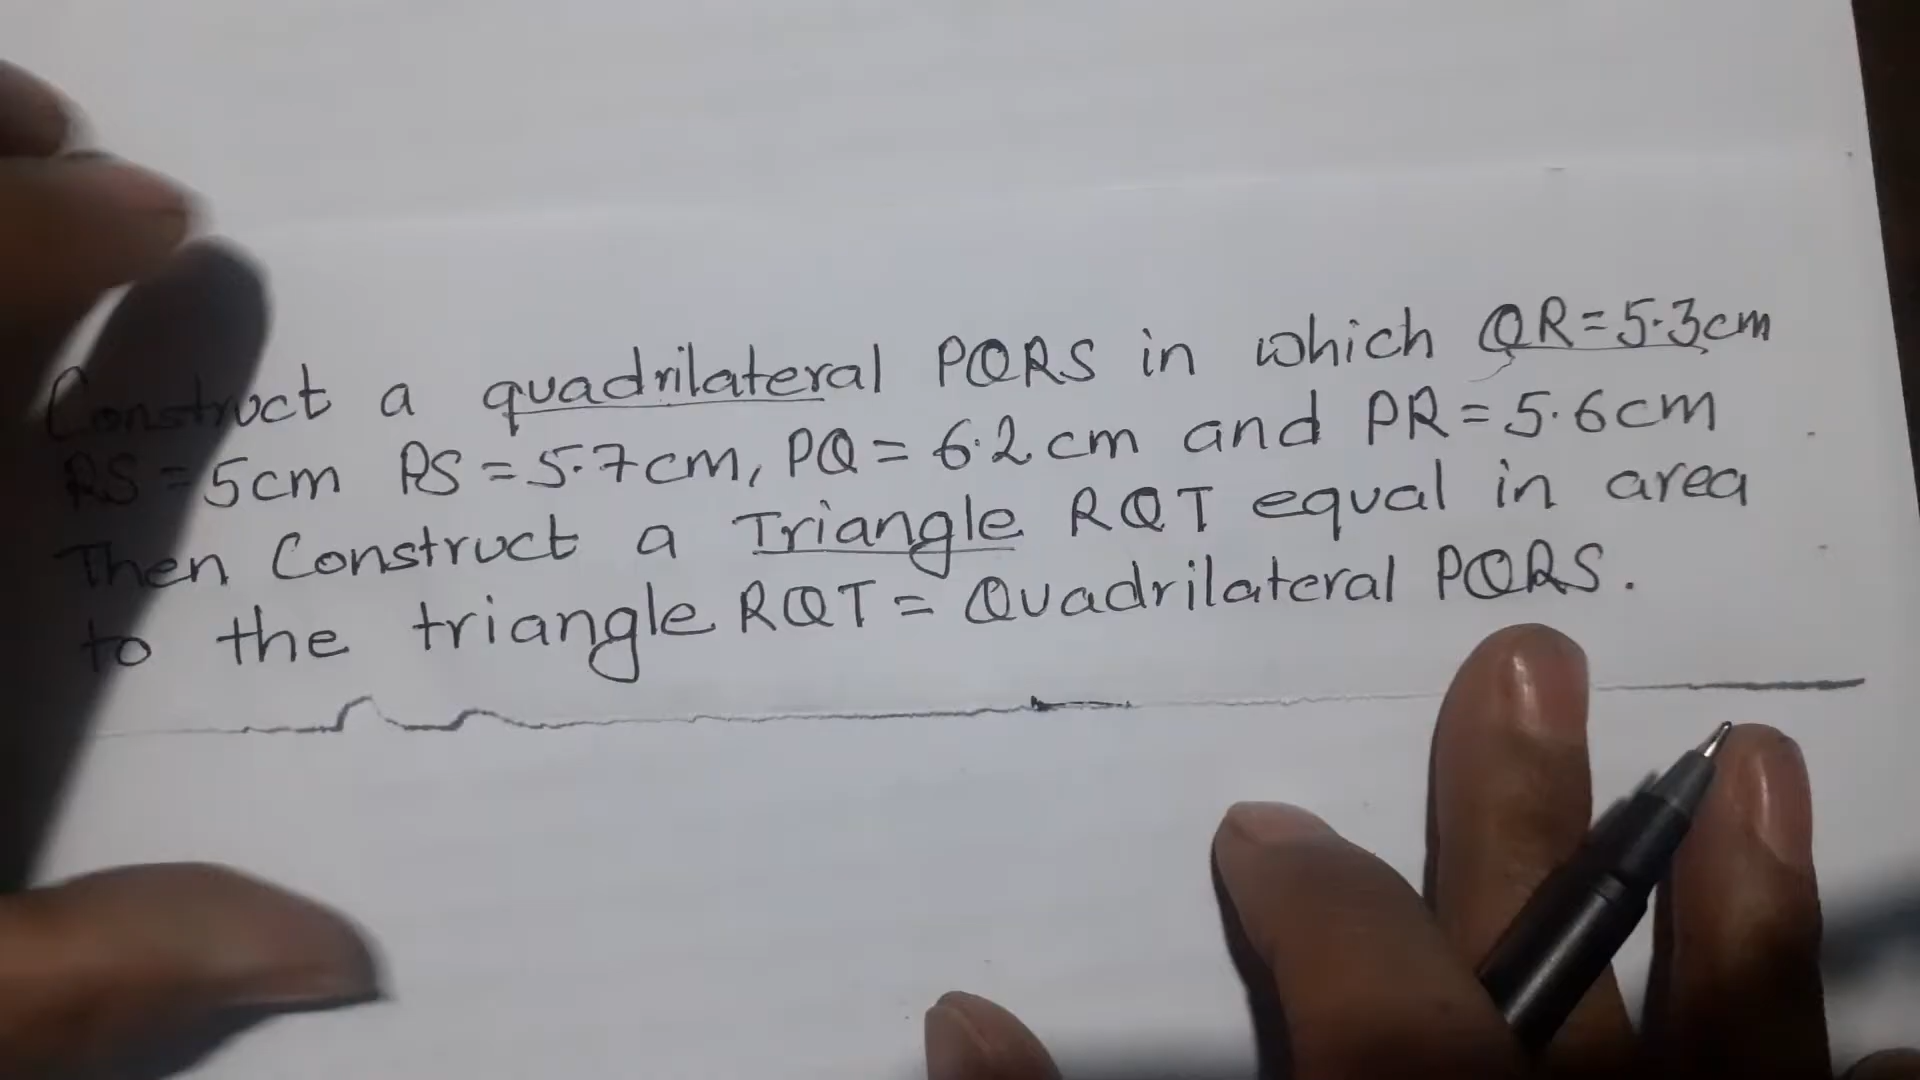 Construct a quadrilateral PQRS in which QR=5.3cm
RS=5cm PS=5.7cm, PQ=6.2cm and PR=5.6cm
Then Construct a Triangle RQT equal in area
to the triangle RQT = Quadrilateral PQRS.